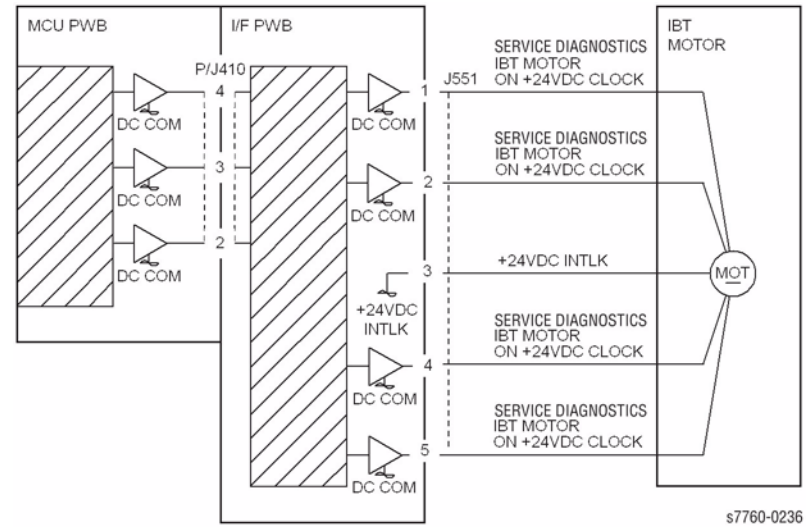 MCU PWB
I/F PWB
IBT
MOTOR
P/J410
J551
SERVICE DIAGNOSTICS
IBT MOTOR
ON +24VDC CLOCK
4
1
DC COM
DC COM
SERVICE DIAGNOSTICS
IBT MOTOR
ON +24VDC CLOCK
3
2
DC COM
DC COM
2
DC COM
3
+24VDC INTLK
MOT
+24VDC
INTLK
SERVICE DIAGNOSTICS
IBT MOTOR
ON +24VDC CLOCK
4
DC COM
SERVICE DIAGNOSTICS
IBT MOTOR
ON +24VDC CLOCK
5
DC COM
s7760-0236